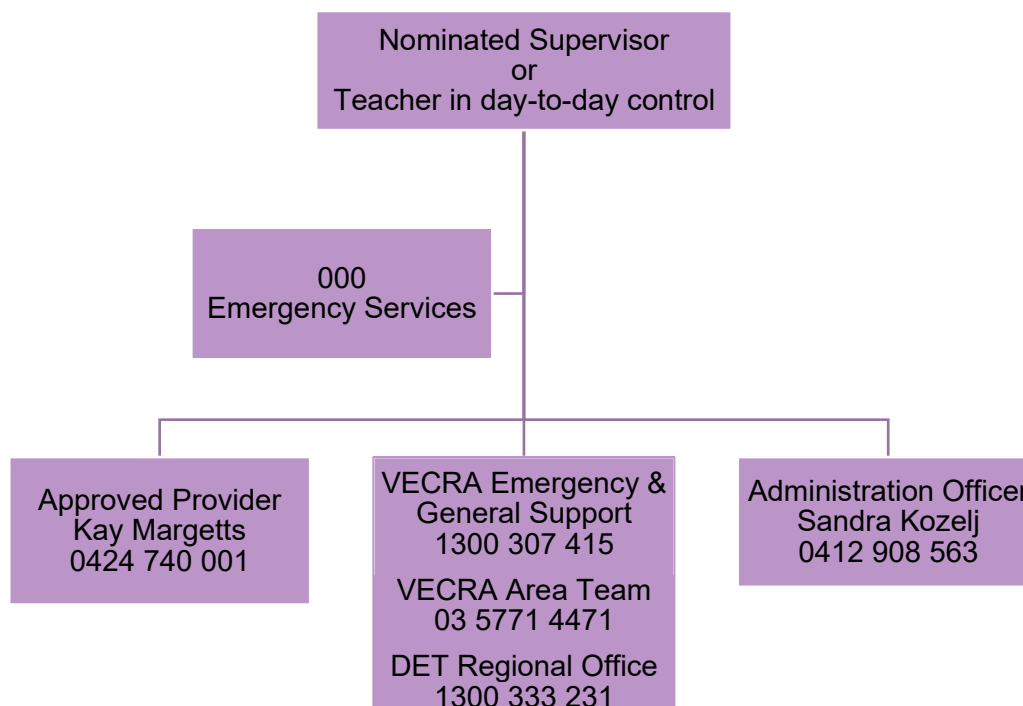 Nominated Supervisor
or
Teacher in day-to-day control
000
Emergency Services
Approved Provider
Kay Margetts
0424 740 001
VECRA Emergency &
General Support
1300 307 415
VECRA Area Team
03 5771 4471
DET Regional Office
1300 333 231
Administration Officer
Sandra Kozelj
0412 908 563